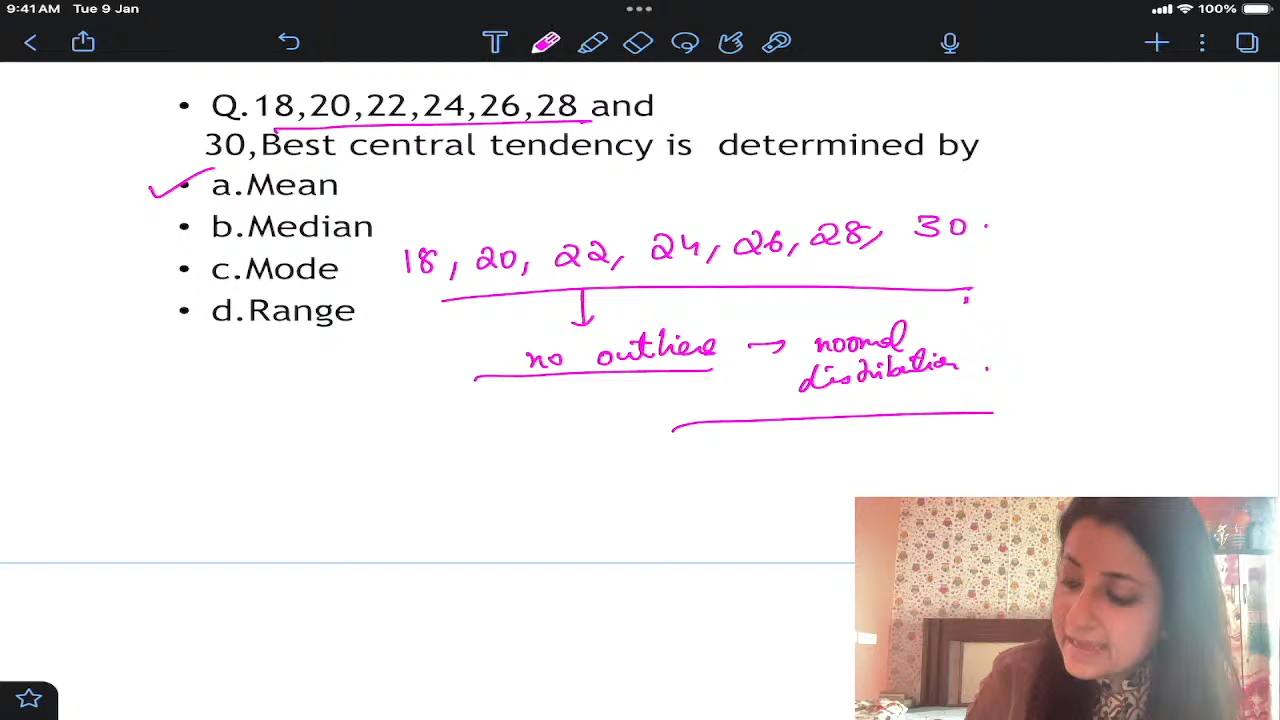 9:41 AM Tue 9 Jan
100%
• Q.18,20,22,24,26,28 and
30,Best central tendency is determined by
• a.Mean
• b.Median
• c.Mode
• d.Range
18, 20, 22, 24, 26, 28, 30.
no outliers → normal
distribution.